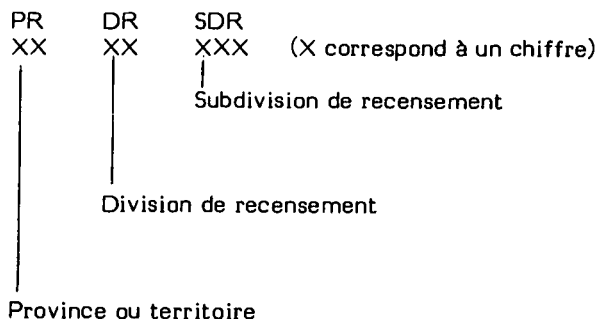 PR DR SDR
XX XX XXX (X correspond à un chiffre)
Subdivision de recensement
Division de recensement
Province ou territoire